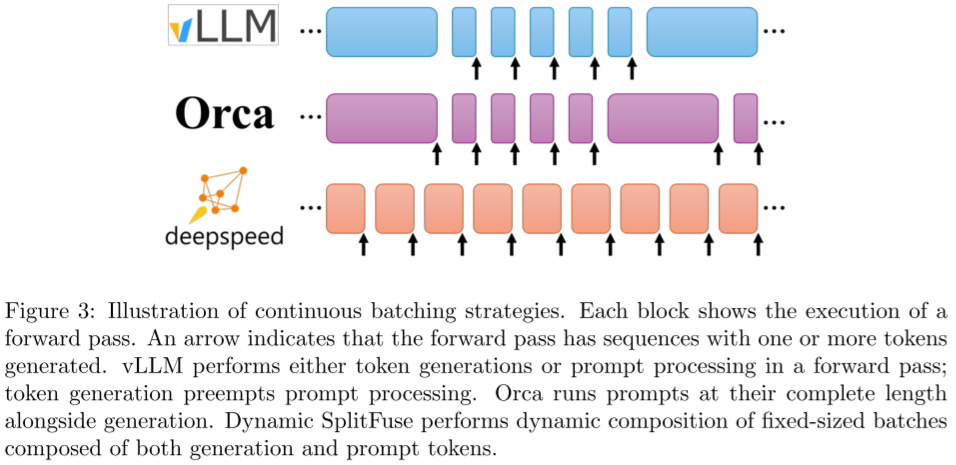 vLLM
...
...
Orca
...
...
deepspeed
...
...
Figure 3: Illustration of continuous batching strategies. Each block shows the execution of a
forward pass. An arrow indicates that the forward pass has sequences with one or more tokens
generated. vLLM performs either token generations or prompt processing in a forward pass;
token generation preempts prompt processing. Orca runs prompts at their complete length
alongside generation. Dynamic SplitFuse performs dynamic composition of fixed-sized batches
composed of both generation and prompt tokens.